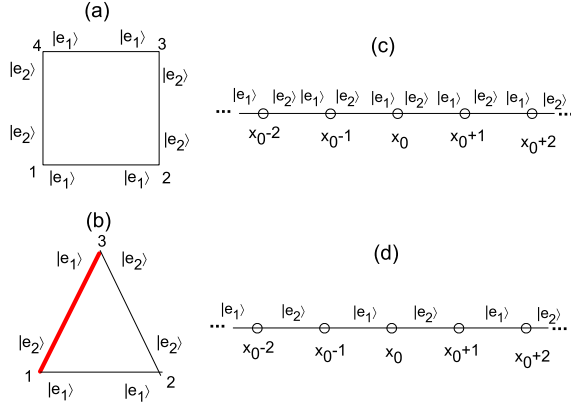 (a)
4 |e1⟩ |e1⟩ 3
|e2⟩ |e2⟩
|e2⟩ |e2⟩
1 |e1⟩ |e1⟩ 2
(c)
|e1⟩ |e2⟩ |e1⟩ |e2⟩ |e1⟩ |e2⟩ |e1⟩ |e2⟩ |e1⟩ |e2⟩
... ...
x0-2 x0-1 x0 x0+1 x0+2
(b)
3
|e1⟩ |e2⟩
|e2⟩ |e2⟩
1 |e1⟩ |e1⟩ 2
(d)
|e1⟩ |e2⟩ |e1⟩ |e2⟩ |e1⟩ |e2⟩
... ...
x0-2 x0-1 x0 x0+1 x0+2